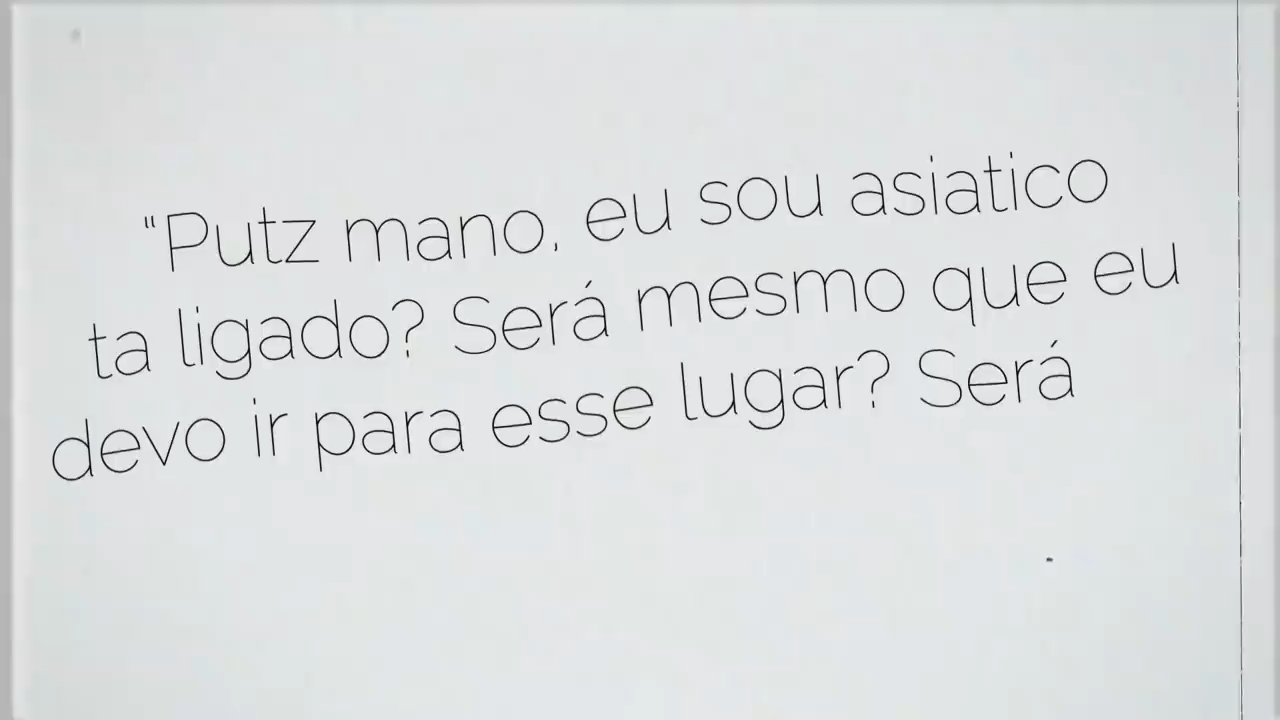 "Putz mano, eu sou asiatico
ta ligado? Será mesmo que eu
devo ir para esse lugar? Será